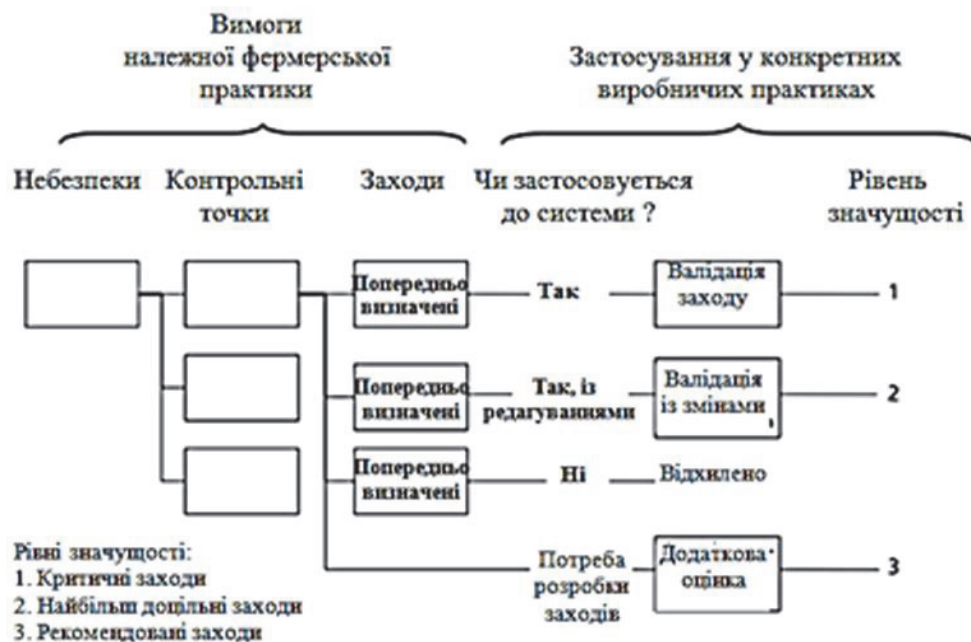 Вимоги
належної фермерської
практики
Застосування у конкретних
виробничих практиках
Небезпеки
Контрольні
точки
Заходи
Чи застосовується
до системи ?
Рівень
значущості
Попередньо
визначені
Так
Валідація
заходу
1
Попередньо
визначені
Так, із
редагуваннями
Валідація
із змінами
2
Попередньо
визначені
Ні
Відхилено
Потреба
розробки
заходів
Додаткова
оцінка
3
Рівні значущості:
1. Критичні заходи
2. Найбільш доцільні заходи
3. Рекомендовані заходи